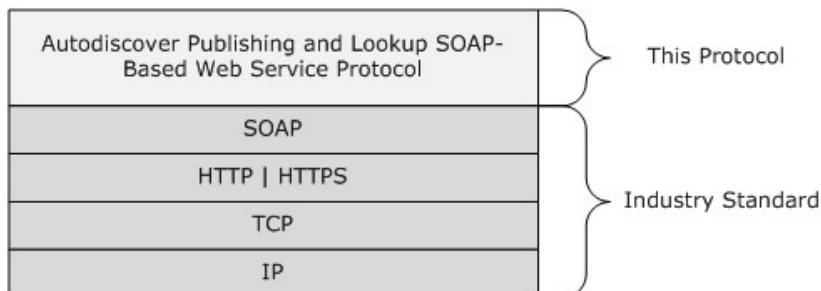 Autodiscover Publishing and Lookup SOAP-
Based Web Service Protocol
This Protocol
SOAP
HTTP | HTTPS
TCP
IP
Industry Standard